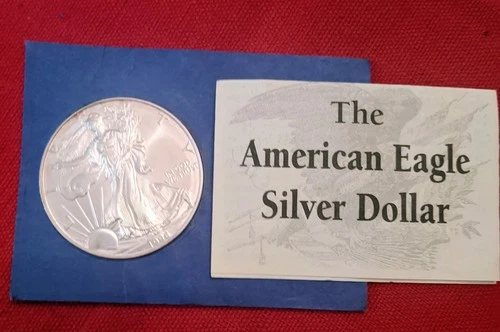 The
American Eagle
Silver Dollar